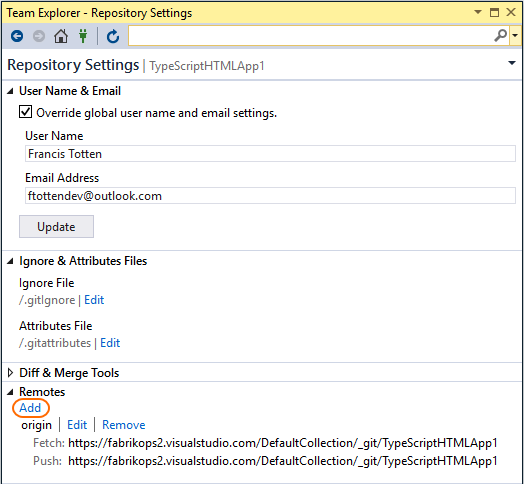 Team Explorer - Repository Settings
Repository Settings | TypeScriptHTMLApp1
User Name & Email
Override global user name and email settings.
User Name
Francis Totten
Email Address
ftottendev@outlook.com
Update
Ignore & Attributes Files
Ignore File
/.gitIgnore | Edit
Attributes File
/.gitattributes | Edit
Diff & Merge Tools
Remotes
Add
origin | Edit | Remove
Fetch: https://fabrikops2.visualstudio.com/DefaultCollection/_git/TypeScriptHTMLApp1
Push: https://fabrikops2.visualstudio.com/DefaultCollection/_git/TypeScriptHTMLApp1